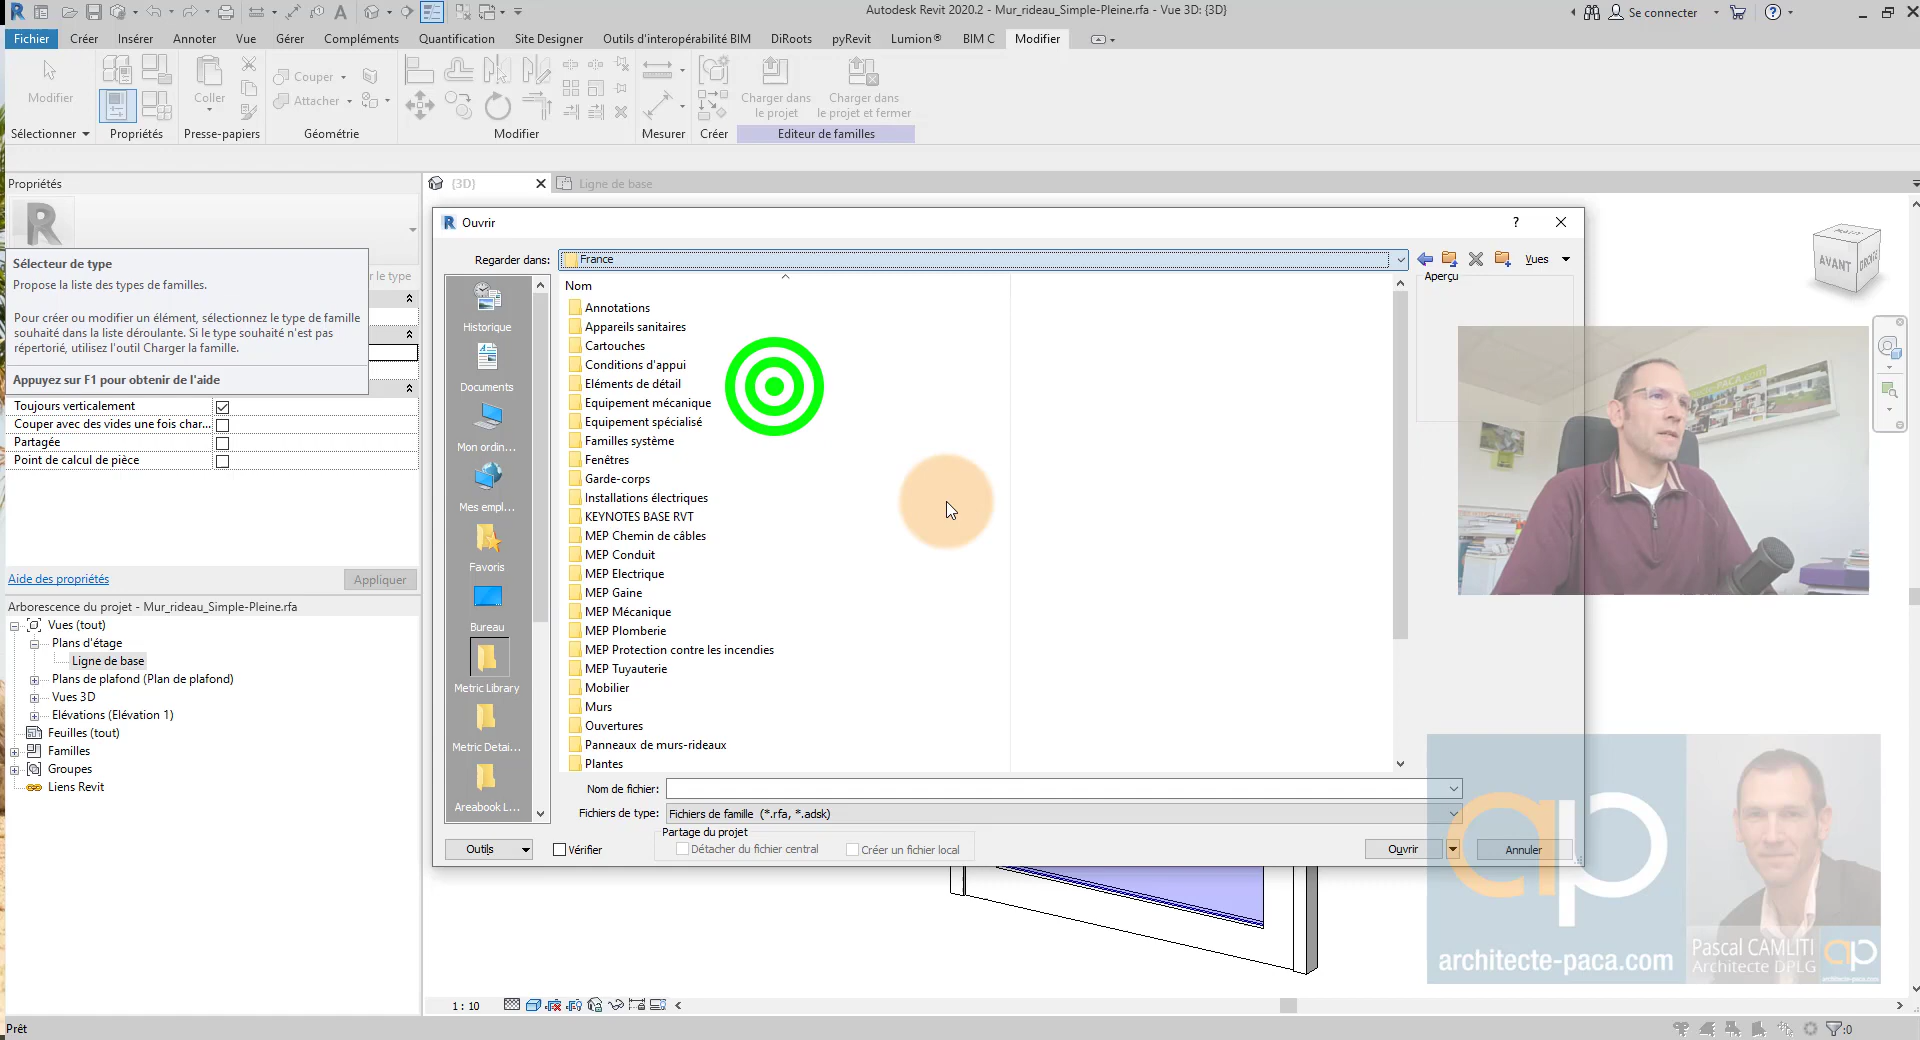 Autodesk Revit 2020.2 - Mur_rideau_Simple-Pleine.rfa - Vue 3D: {3D}
Se connecter
Fichier Créer Insérer Annoter Vue Gérer Compléments Quantification Site Designer Outils d'interopérabilité BIM DiRoots pyRevit Lumion® BIM C Modifier
Modifier
Coller
Couper
Attacher
Charger dans le projet
Charger dans le projet et fermer
Sélectionner Propriétés Presse-papiers Géométrie Modifier Mesurer Créer Editeur de familles
Propriétés
{3D}
Ligne de base
R
Sélecteur de type
Propose la liste des types de familles.
Pour créer ou modifier un élément, sélectionnez le type de famille
souhaité dans la liste déroulante. Si le type souhaité n'est pas
répertorié, utilisez l'outil Charger la famille.
Appuyez sur F1 pour obtenir de l'aide
r le type
Toujours verticalement
Couper avec des vides une fois char...
Partagée
Point de calcul de pièce
Aide des propriétés
Appliquer
Arborescence du projet - Mur_rideau_Simple-Pleine.rfa
Vues (tout)
Plans d'étage
Ligne de base
Plans de plafond (Plan de plafond)
Vues 3D
Elévations (Elévation 1)
Feuilles (tout)
Familles
Groupes
Liens Revit
Ouvrir
Regarder dans:
France
Vues
Aperçu
Historique
Documents
Mon ordin...
Mes empl...
Favoris
Bureau
Metric Library
Metric Detai...
Areabook L...
Nom
Annotations
Appareils sanitaires
Cartouches
Conditions d'appui
Eléments de détail
Equipement mécanique
Equipement spécialisé
Familles système
Fenêtres
Garde-corps
Installations électriques
KEYNOTES BASE RVT
MEP Chemin de câbles
MEP Conduit
MEP Electrique
MEP Gaine
MEP Mécanique
MEP Plomberie
MEP Protection contre les incendies
MEP Tuyauterie
Mobilier
Murs
Ouvertures
Panneaux de murs-rideaux
Plantes
Nom de fichier:
Fichiers de type: Fichiers de famille (*.rfa, *.adsk)
Outils
Vérifier
Partage du projet
Détacher du fichier central
Créer un fichier local
Ouvrir
Annuler
AVANT
DROITE
HAUT
ap
architecte-paca.com
Pascal CAMLITI
Architecte DPLG
ap
1 : 10
Prêt
:0